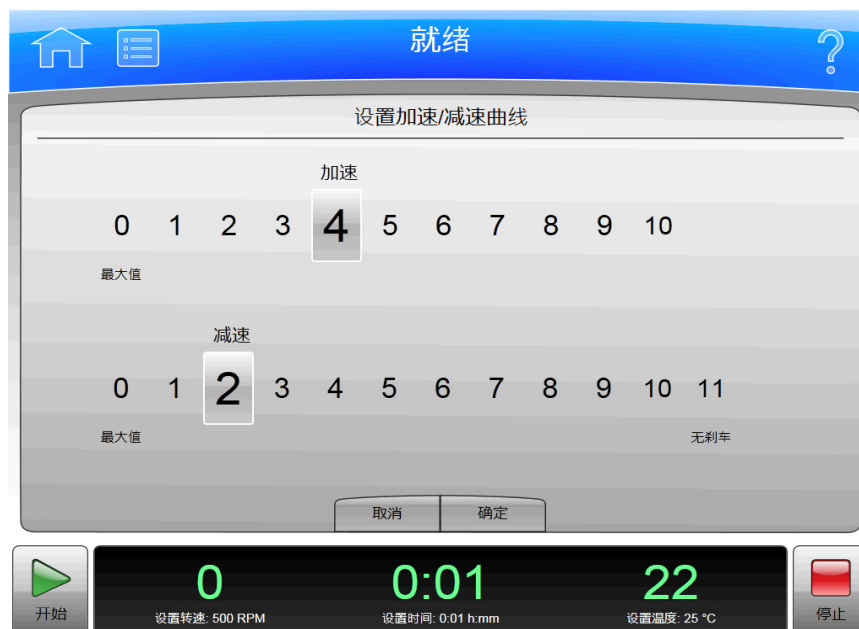 就绪
设置加速/减速曲线
加速
0 1 2 3 4 5 6 7 8 9 10
最大值
减速
0 1 2 3 4 5 6 7 8 9 10 11
最大值 无刹车
取消 确定
0 0:01 22
开始 设置转速: 500 RPM 设置时间: 0:01 h:mm 设置温度: 25 °C 停止